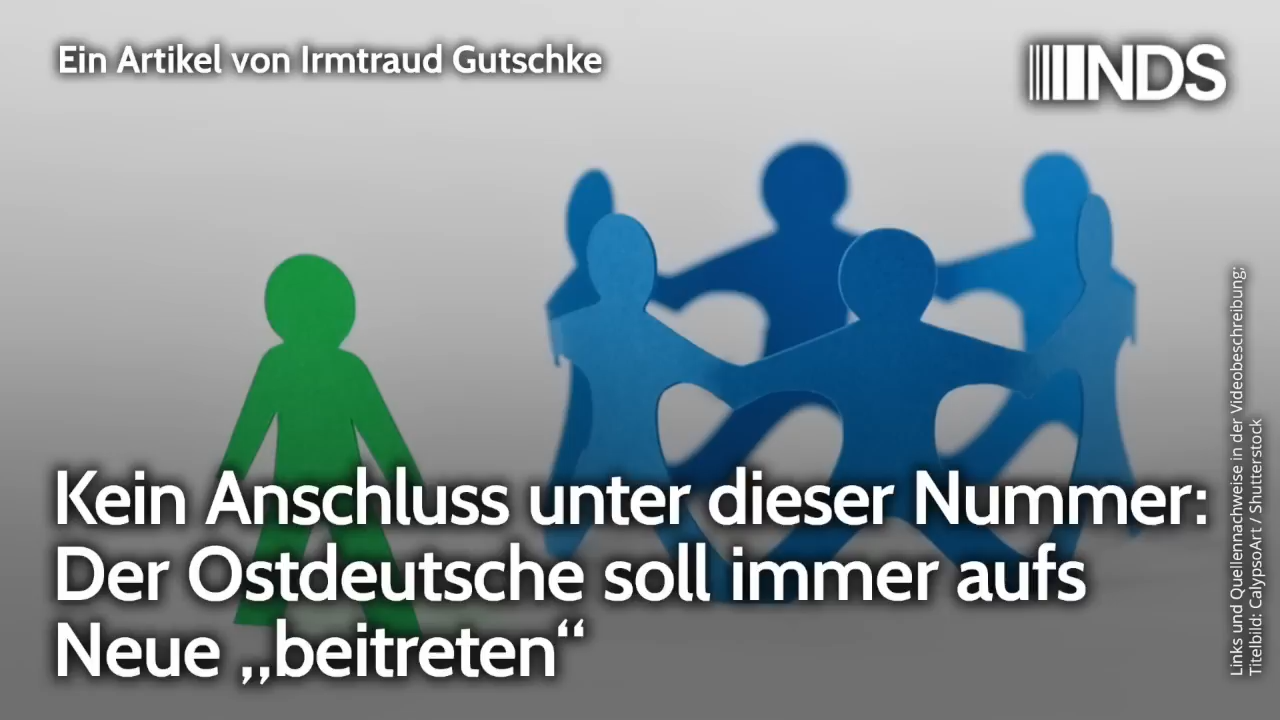 Ein Artikel von Irmtraud Gutschke
NDS
Kein Anschluss unter dieser Nummer:
Der Ostdeutsche soll immer aufs
Neue „beitreten“
Links und Quellennachweise in der Videobeschreibung;
Titelbild: CalypsoArt / Shutterstock